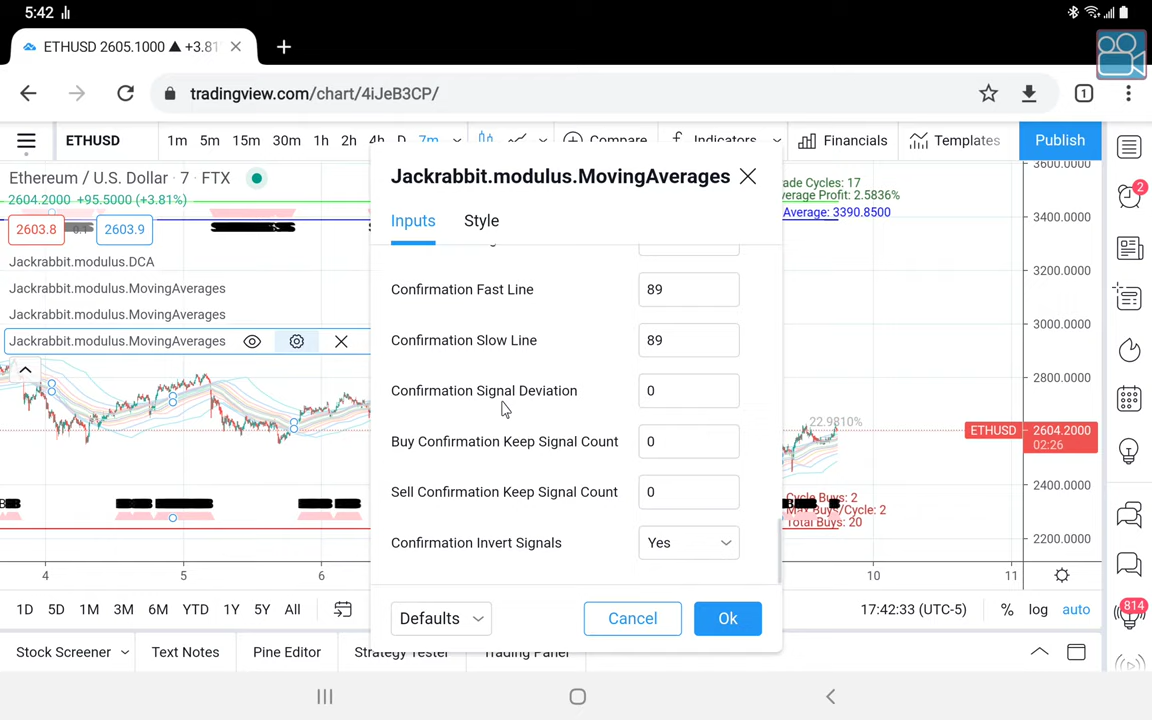 5:42
ETHUSD 2605.1000 ▲ +3.81
tradingview.com/chart/4iJeB3CP/
1
ETHUSD 1m 5m 15m 30m 1h 2h 4h D 7m Compare Indicators Financials Templates Publish
Ethereum / U.S. Dollar · 7 · FTX
2604.2000 +95.5000 (+3.81%)
2603.8 0.1 2603.9
Jackrabbit.modulus.DCA
Jackrabbit.modulus.MovingAverages
Jackrabbit.modulus.MovingAverages
Jackrabbit.modulus.MovingAverages
Jackrabbit.modulus.MovingAverages
Inputs Style
Confirmation Fast Line 89
Confirmation Slow Line 89
Confirmation Signal Deviation 0
Buy Confirmation Keep Signal Count 0
Sell Confirmation Keep Signal Count 0
Confirmation Invert Signals Yes
Defaults Cancel Ok
ade Cycles: 17
verage Profit: 2.5836%
Average: 3390.8500
22.9810%
Cycle Buys: 2
Max Buys/Cycle: 2
Total Buys: 20
3600.0000
3400.0000
3200.0000
3000.0000
2800.0000
ETHUSD 2604.2000
02:26
2400.0000
2200.0000
4 5 6 10 11
1D 5D 1M 3M 6M YTD 1Y 5Y All 17:42:33 (UTC-5) % log auto
Stock Screener Text Notes Pine Editor Strategy Tester Trading Panel
2
814